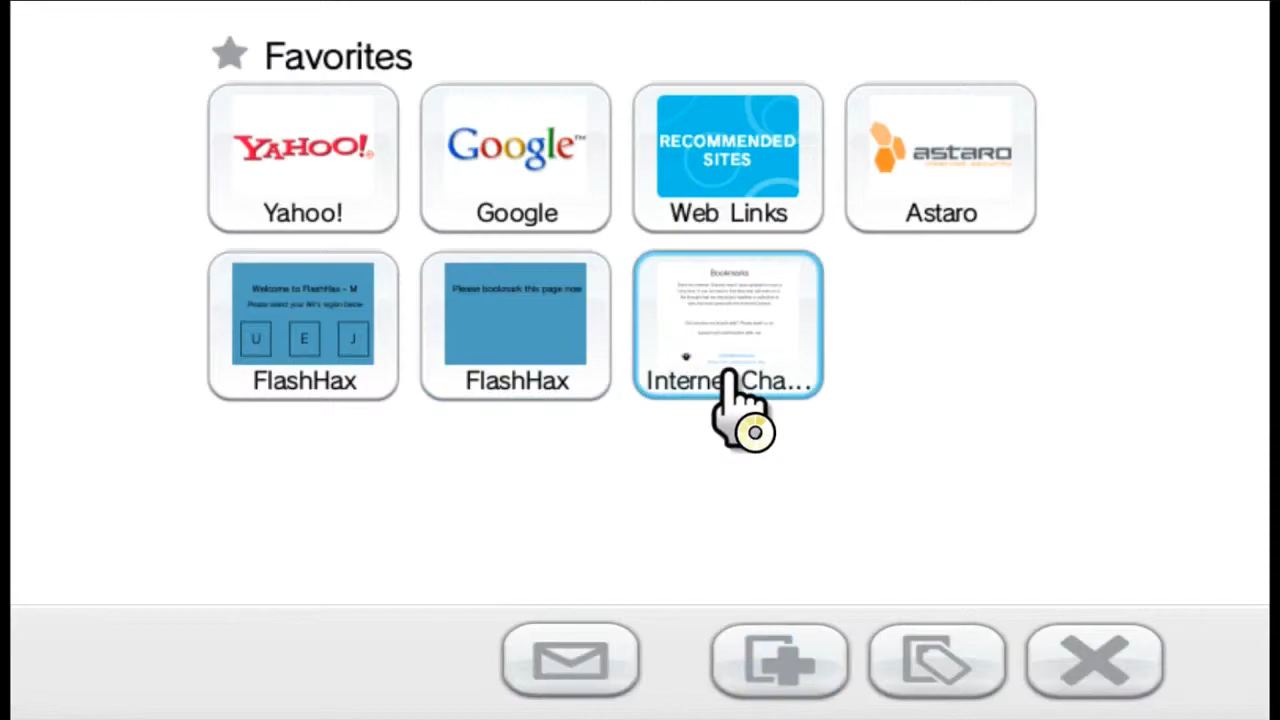 Favorites
YAHOO!
Google™
RECOMMENDED
SITES
astaro
Yahoo!
Google
Web Links
Astaro
Welcome to FlashHax - M
Please select your Wii's region below
U E J
Please bookmark this page now
Bookmarks
FlashHax
FlashHax
Interne Cha...